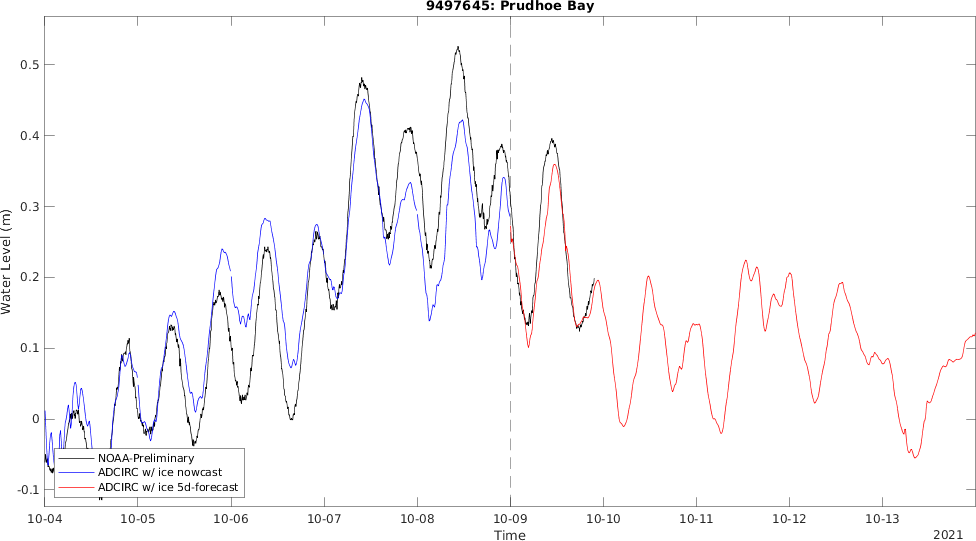 9497645: Prudhoe Bay
0.5
0.4
0.3
0.2
0.1
0
-0.1
Water Level (m)
NOAA-Preliminary
ADCIRC w/ ice nowcast
ADCIRC w/ ice 5d-forecast
10-04 10-05 10-06 10-07 10-08 10-09 10-10 10-11 10-12 10-13
Time
2021